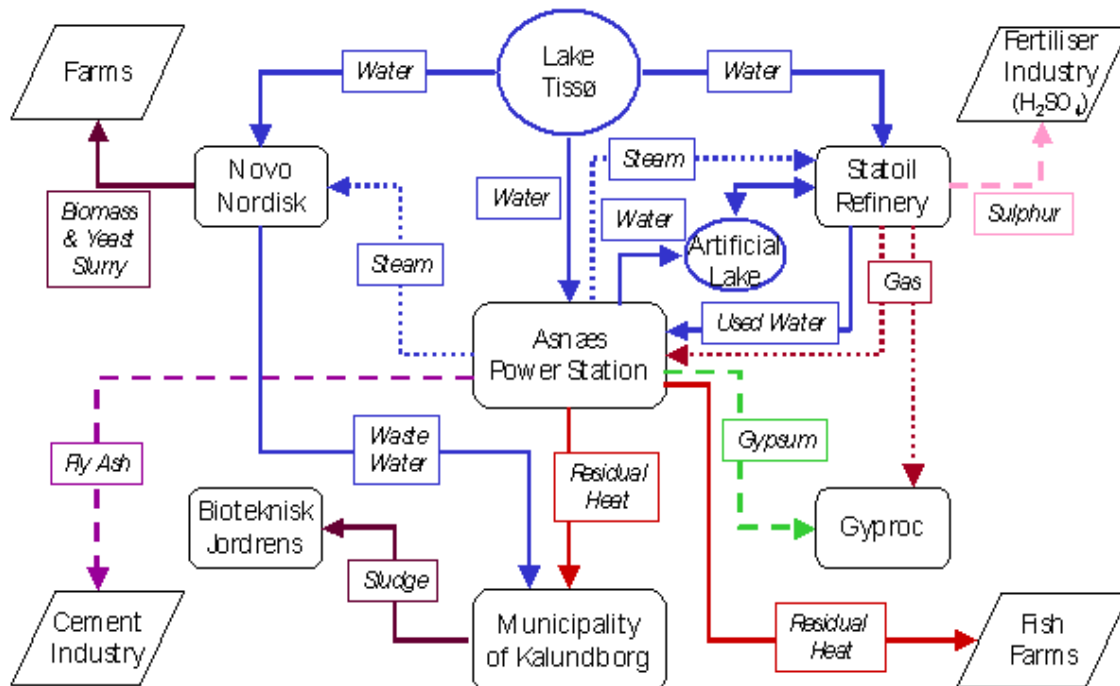 Farms
Water
Lake
Tissø
Water
Fertiliser
Industry
(H₂SO₄)
Novo
Nordisk
Steam
Statoil
Refinery
Biomass
& Yeast
Slurry
Water
Water
Sulphur
Steam
Artificial
Lake
Gas
Used Water
Asnæs
Power Station
Fly Ash
Waste
Water
Gypsum
Residual
Heat
Bioteknisk
Jordrens
Gyproc
Sludge
Cement
Industry
Municipality
of Kalundborg
Residual
Heat
Fish
Farms